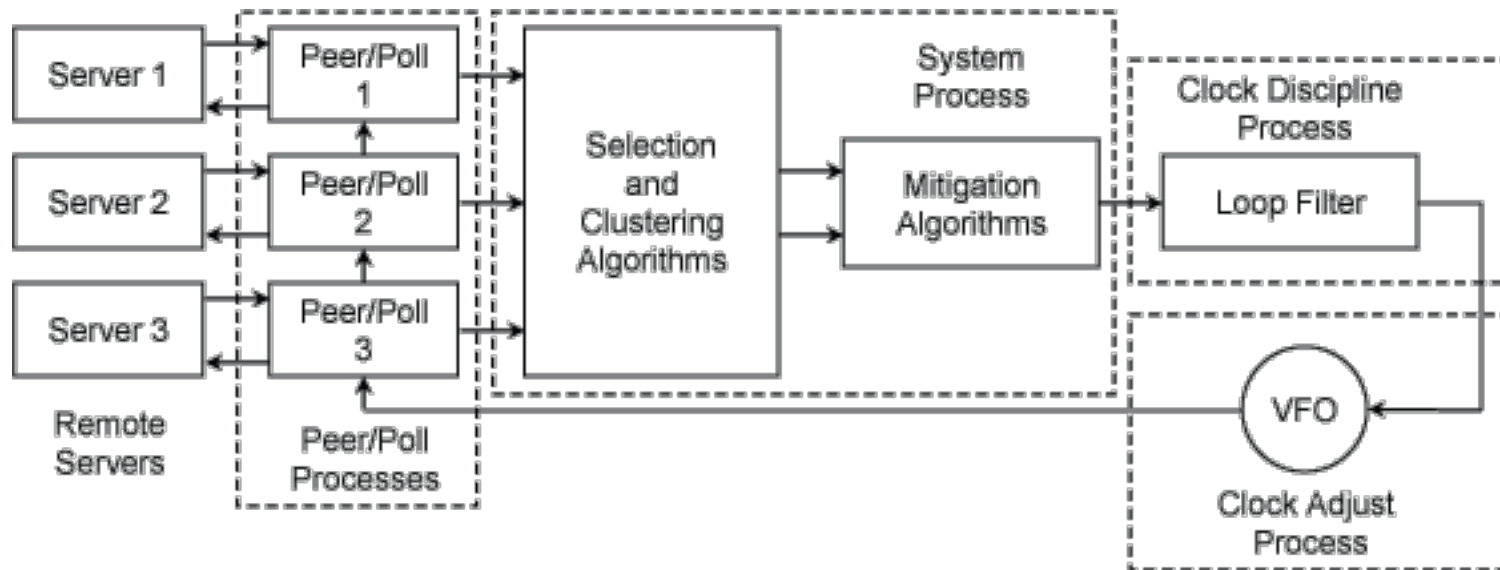 Server 1
Server 2
Server 3
Remote
Servers
Peer/Poll
1
Peer/Poll
2
Peer/Poll
3
Peer/Poll
Processes
Selection
and
Clustering
Algorithms
System
Process
Mitigation
Algorithms
Clock Discipline
Process
Loop Filter
VFO
Clock Adjust
Process